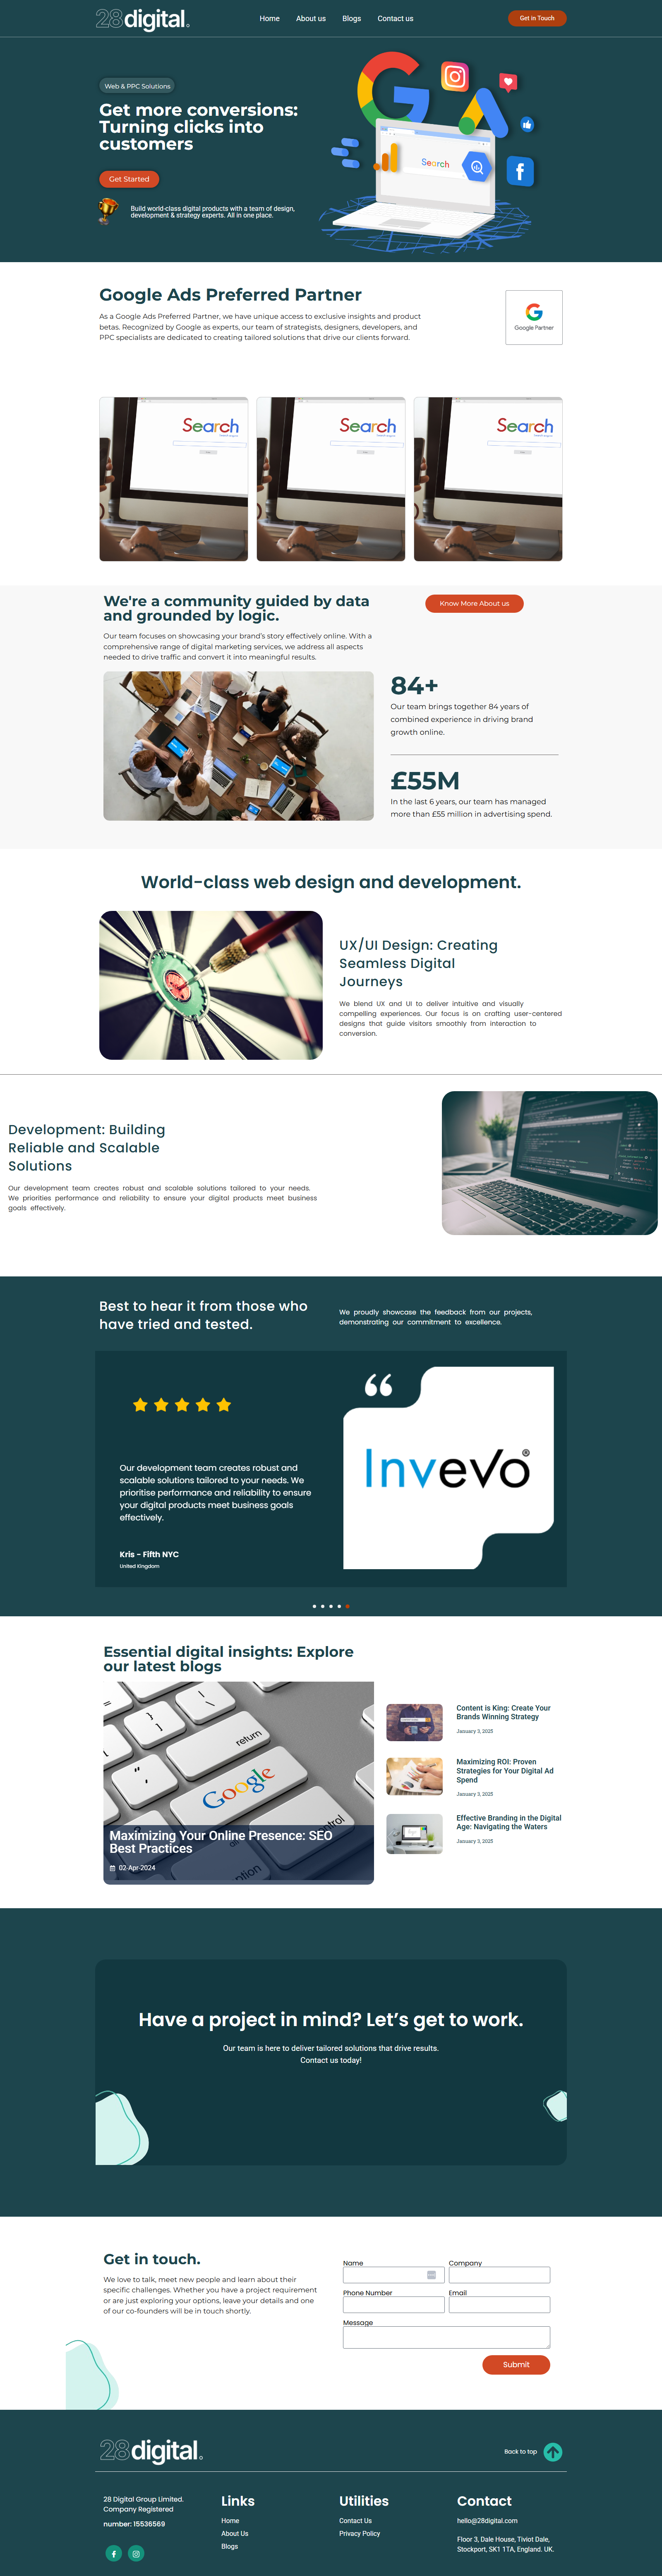 28digital.
Home About us Blogs Contact us
Get in Touch
Web & PPC Solutions
Get more conversions:
Turning clicks into
customers
Get Started
Build world-class digital products with a team of design,
development & strategy experts. All in one place.
Search
Google Ads Preferred Partner
As a Google Ads Preferred Partner, we have unique access to exclusive insights and product
betas. Recognized by Google as experts, our team of strategists, designers, developers, and
PPC specialists are dedicated to creating tailored solutions that drive our clients forward.
Google Partner
Search
Search
Search
We're a community guided by data
and grounded by logic.
Know More About us
Our team focuses on showcasing your brand's story effectively online. With a
comprehensive range of digital marketing services, we address all aspects
needed to drive traffic and convert it into meaningful results.
84+
Our team brings together 84 years of
combined experience in driving brand
growth online.
£55M
In the last 6 years, our team has managed
more than £55 million in advertising spend.
World-class web design and development.
UX/UI Design: Creating
Seamless Digital
Journeys
We blend UX and UI to deliver intuitive and visually
compelling experiences. Our focus is on crafting user-centered
designs that guide visitors smoothly from interaction to
conversion.
Development: Building
Reliable and Scalable
Solutions
Our development team creates robust and scalable solutions tailored to your needs.
We priorities performance and reliability to ensure your digital products meet business
goals effectively.
Best to hear it from those who
have tried and tested.
We proudly showcase the feedback from our projects,
demonstrating our commitment to excellence.
Our development team creates robust and
scalable solutions tailored to your needs. We
prioritise performance and reliability to ensure
your digital products meet business goals
effectively.
Kris - Fifth NYC
United Kingdom
Invevo®
Essential digital insights: Explore
our latest blogs
return
Google
control
option
Maximizing Your Online Presence: SEO
Best Practices
02-Apr-2024
Content is King: Create Your
Brands Winning Strategy
January 3, 2025
Maximizing ROI: Proven
Strategies for Your Digital Ad
Spend
January 3, 2025
Effective Branding in the Digital
Age: Navigating the Waters
January 3, 2025
Have a project in mind? Let's get to work.
Our team is here to deliver tailored solutions that drive results.
Contact us today!
Get in touch.
We love to talk, meet new people and learn about their
specific challenges. Whether you have a project requirement
or are just exploring your options, leave your details and one
of our co-founders will be in touch shortly.
Name
Company
Phone Number
Email
Message
Submit
28digital.
Back to top
28 Digital Group Limited.
Company Registered
number: 15536569
Links
Home
About Us
Blogs
Utilities
Contact Us
Privacy Policy
Contact
hello@28digital.com
Floor 3, Dale House, Tiviot Dale,
Stockport, SK1 1TA, England. UK.